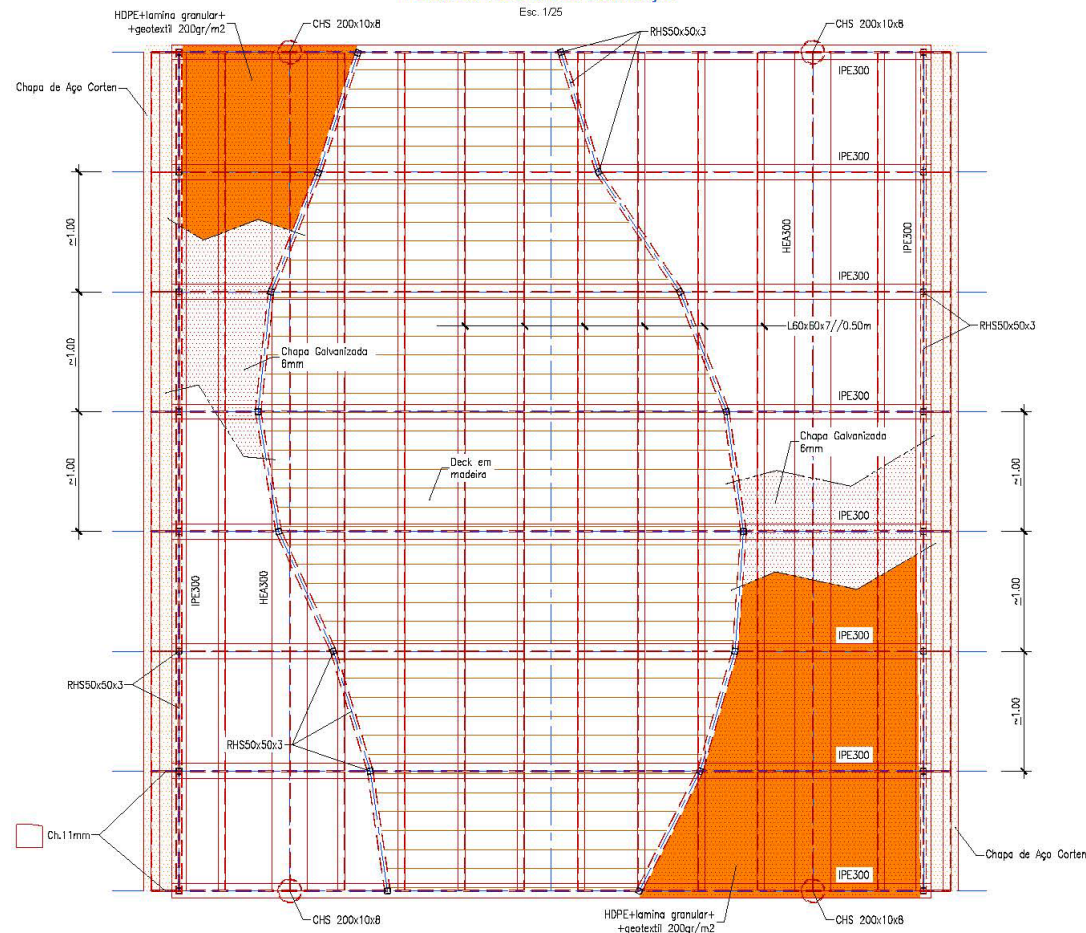 Esc. 1/25
HDPE+lamina granular+
+geotextil 200gr/m2
CHS 200x10x8
RHS50x50x3
CHS 200x10x8
IPE300
Chapa de Aço Corten
IPE300
~1.00
HEA300
IPE300
IPE300
L60x60x7//0.50m
RHS50x50x3
~1.00
Chapa Galvanizada
6mm
IPE300
~1.00
Deck em
madeira
Chapa Galvanizada
6mm
~1.00
IPE300
IPE300
HEA300
~1.00
IPE300
RHS50x50x3
~1.00
RHS50x50x3
IPE300
Ch.11mm
Chapa de Aço Corten
IPE300
CHS 200x10x8
HDPE+lamina granular+
+geotextil 200gr/m2
CHS 200x10x8